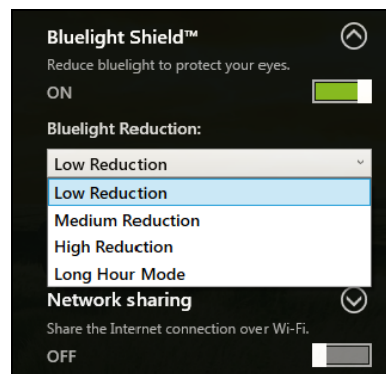 Bluelight Shield™
Reduce bluelight to protect your eyes.
ON
Bluelight Reduction:
Low Reduction
Low Reduction
Medium Reduction
High Reduction
Long Hour Mode
Network sharing
Share the Internet connection over Wi-Fi.
OFF